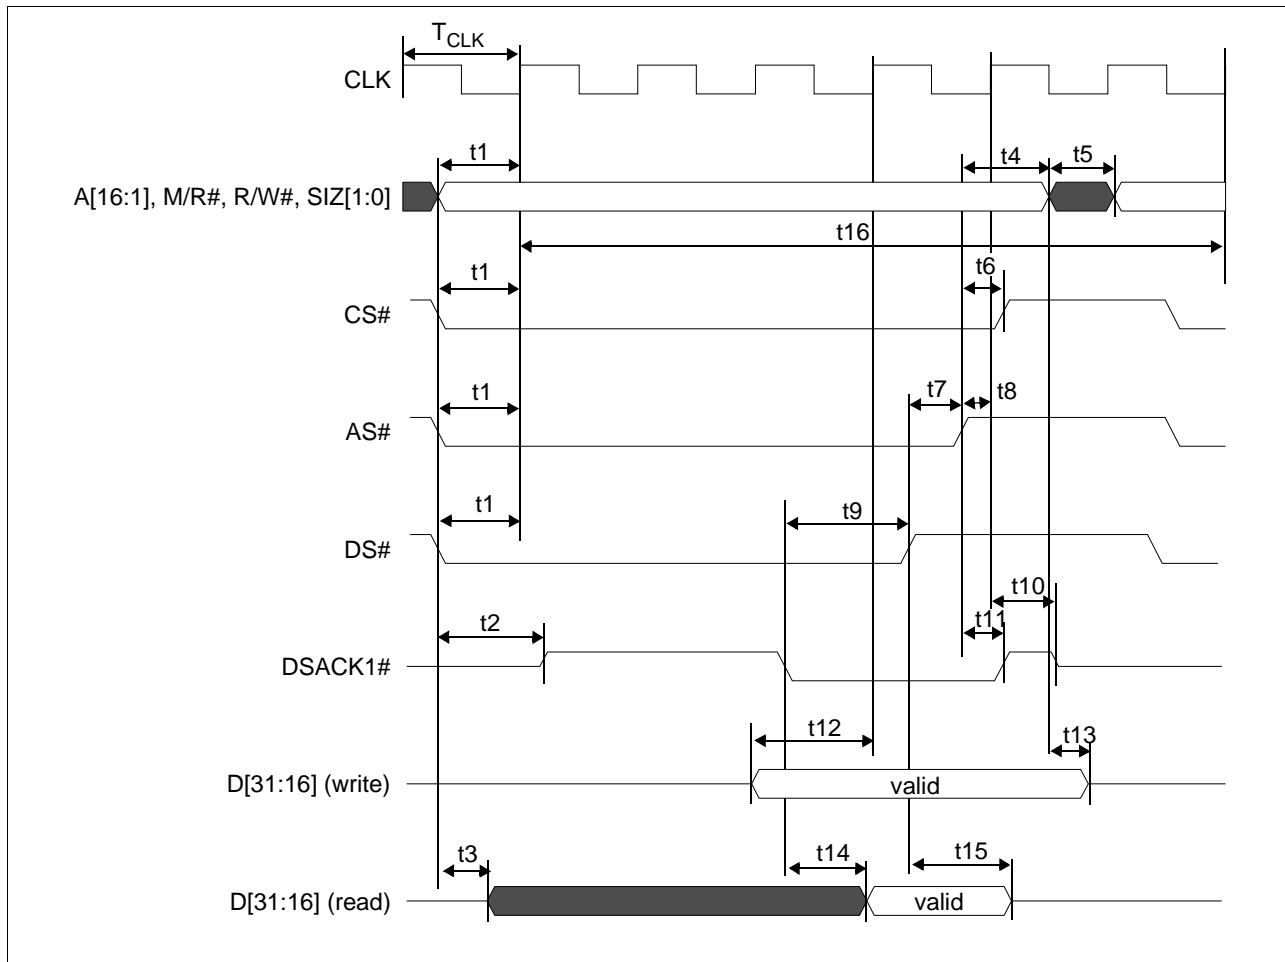 TCLK
CLK
t1
t4
t5
A[16:1], M/R#, R/W#, SIZ[1:0]
t16
t1
t6
CS#
t1
t7
t8
AS#
t1
t9
DS#
t10
t2
t11
DSACK1#
t12
t13
D[31:16] (write)
valid
t3
t14
t15
D[31:16] (read)
valid